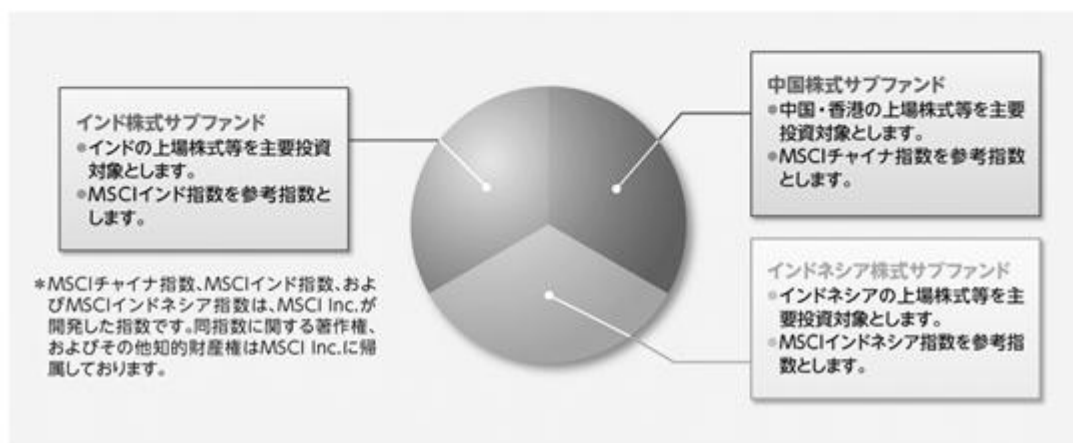 インド株式サブファンド
●インドの上場株式等を主要投資
対象とします。
●MSCIインド指数を参考指数と
します。
＊MSCIチャイナ指数、MSCIインド指数、およ
びMSCIインドネシア指数は、MSCI Inc.が
開発した指数です。同指数に関する著作権、
およびその他知的財産権はMSCI Inc.に帰
属しております。
中国株式サブファンド
●中国・香港の上場株式等を主要
投資対象とします。
●MSCIチャイナ指数を参考指数
とします。
インドネシア株式サブファンド
●インドネシアの上場株式等を主
要投資対象とします。
●MSCIインドネシア指数を参考指
数とします。